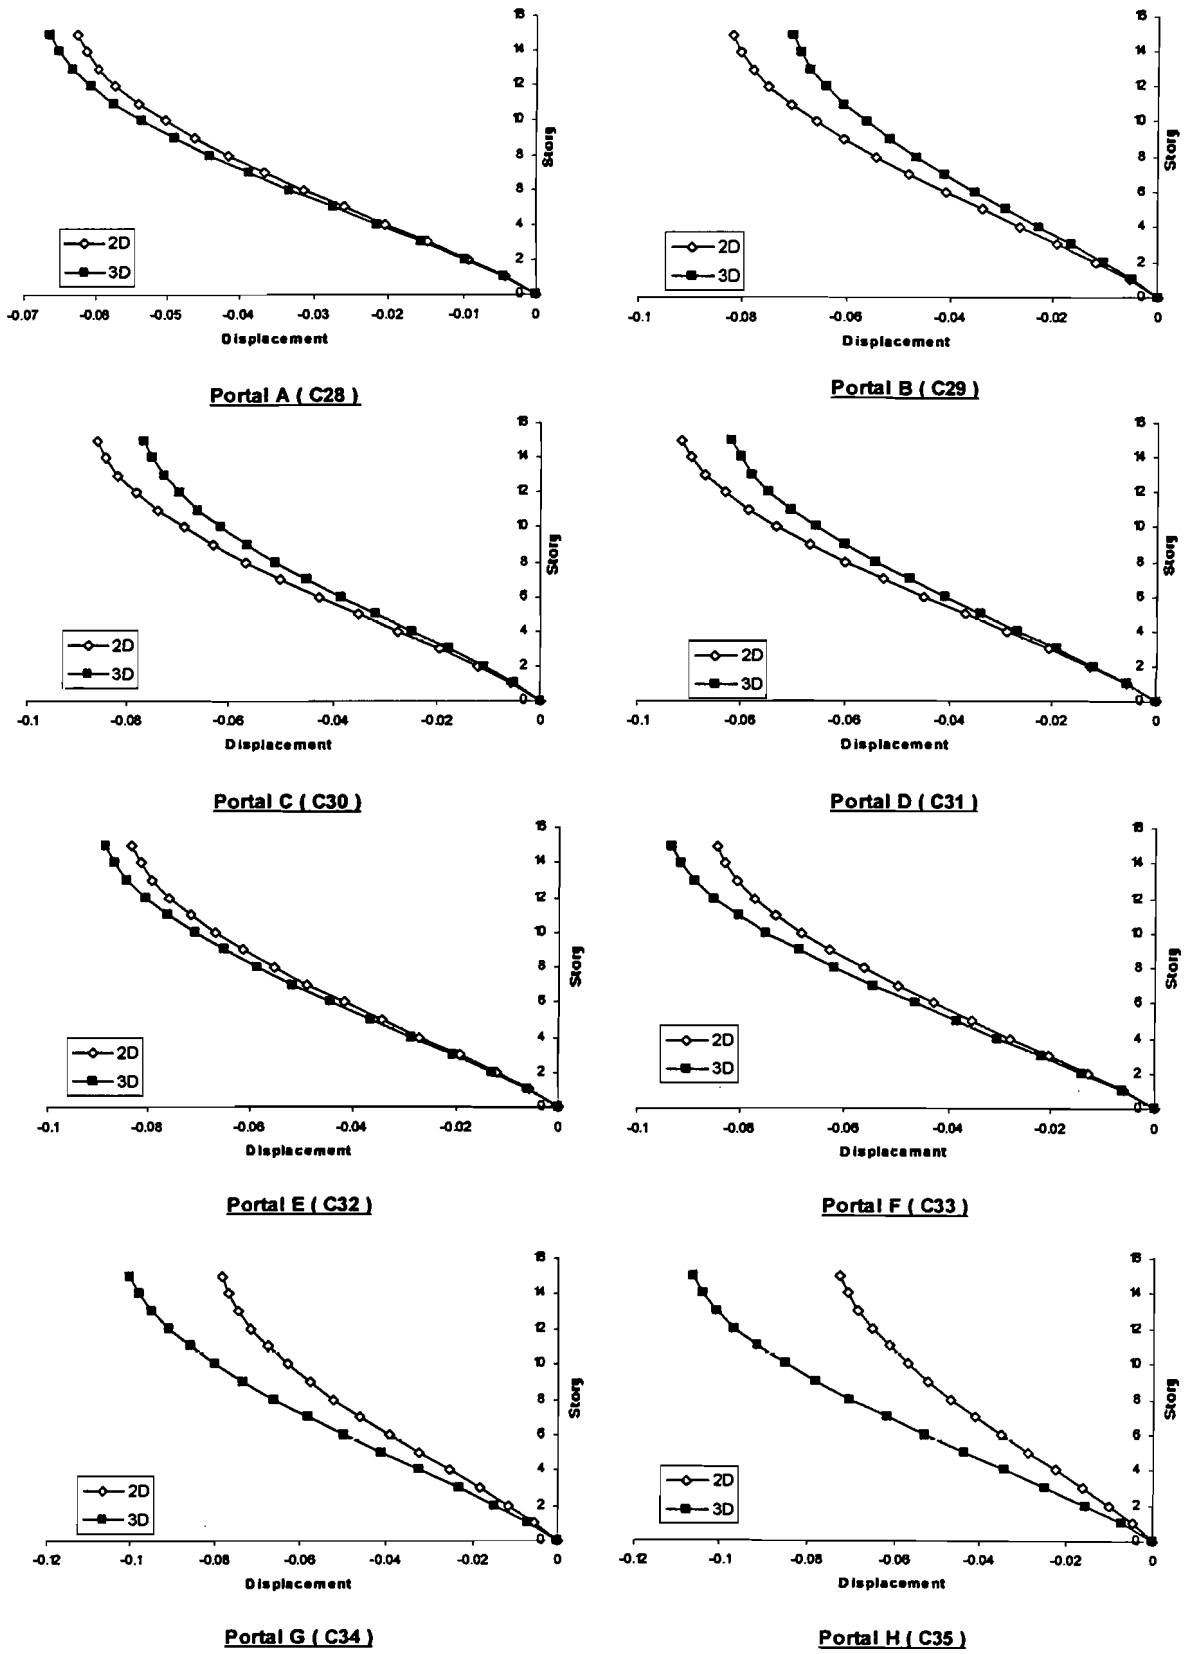 16
14
12
10
8
6
4
2
0
Story
2D
3D
-0.07 -0.06 -0.05 -0.04 -0.03 -0.02 -0.01 0
Displacement
Portal A ( C28 )
16
14
12
10
8
6
4
2
0
Story
2D
3D
-0.1 -0.08 -0.06 -0.04 -0.02 0
Displacement
Portal B ( C29 )
16
14
12
10
8
6
4
2
0
Story
2D
3D
-0.1 -0.08 -0.06 -0.04 -0.02 0
Displacement
Portal C ( C30 )
16
14
12
10
8
6
4
2
0
Story
2D
3D
-0.1 -0.08 -0.06 -0.04 -0.02 0
Displacement
Portal D ( C31 )
16
14
12
10
8
6
4
2
0
Story
2D
3D
-0.1 -0.08 -0.06 -0.04 -0.02 0
Displacement
Portal E ( C32 )
16
14
12
10
8
6
4
2
0
Story
2D
3D
-0.1 -0.08 -0.06 -0.04 -0.02 0
Displacement
Portal F ( C33 )
16
14
12
10
8
6
4
2
0
Story
2D
3D
-0.12 -0.1 -0.08 -0.06 -0.04 -0.02 0
Displacement
Portal G ( C34 )
16
14
12
10
8
6
4
2
0
Story
2D
3D
-0.12 -0.1 -0.08 -0.06 -0.04 -0.02 0
Displacement
Portal H ( C35 )